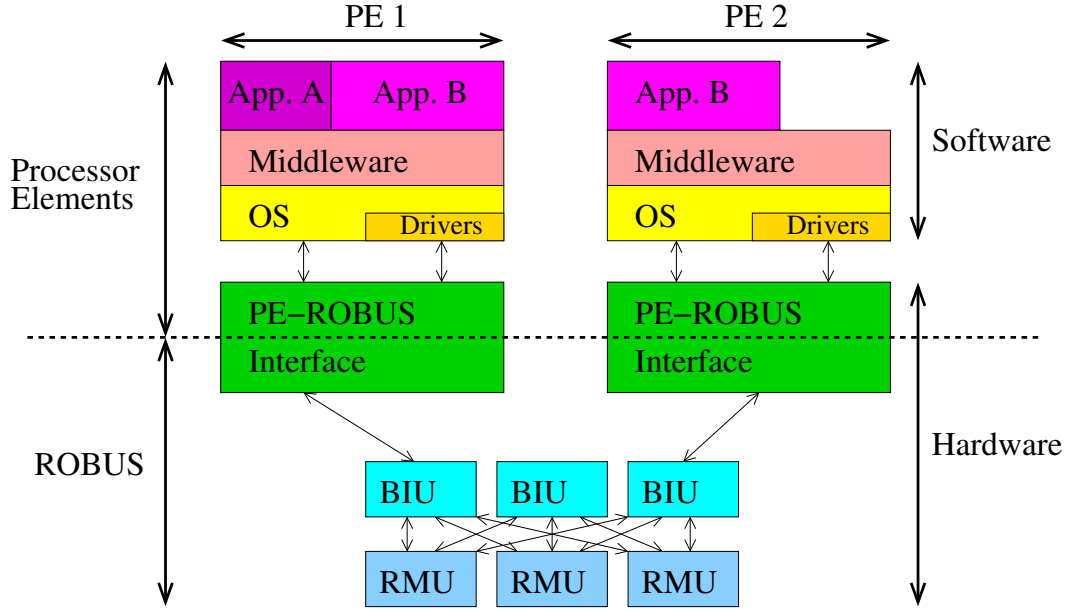 PE 1
PE 2
App. A
App. B
App. B
Processor
Elements
Middleware
Middleware
Software
OS
Drivers
OS
Drivers
PE–ROBUS
Interface
PE–ROBUS
Interface
ROBUS
Hardware
BIU
BIU
BIU
RMU
RMU
RMU